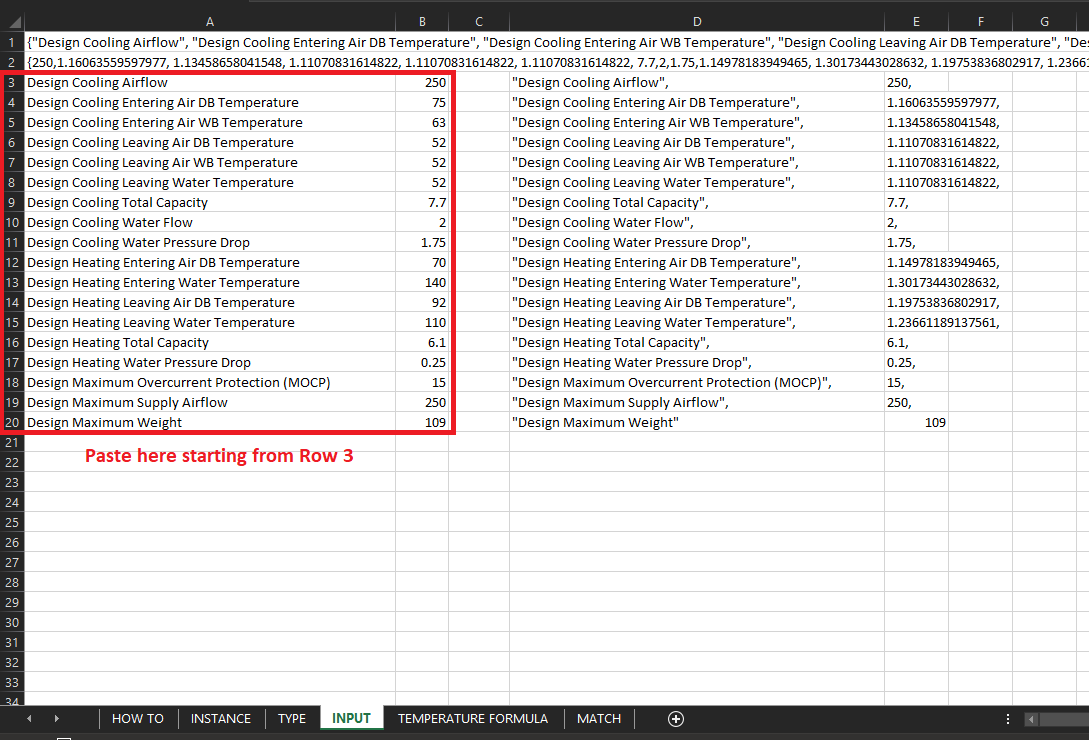 A B C D E F G
1 {"Design Cooling Airflow", "Design Cooling Entering Air DB Temperature", "Design Cooling Entering Air WB Temperature", "Design Cooling Leaving Air DB Temperature", "Des
2 {250,1.16063559597977, 1.13458658041548, 1.11070831614822, 1.11070831614822, 1.11070831614822, 7.7,2,1.75,1.14978183949465, 1.30173443028632, 1.19753836802917, 1.23661
3 Design Cooling Airflow 250 "Design Cooling Airflow", 250,
4 Design Cooling Entering Air DB Temperature 75 "Design Cooling Entering Air DB Temperature", 1.16063559597977,
5 Design Cooling Entering Air WB Temperature 63 "Design Cooling Entering Air WB Temperature", 1.13458658041548,
6 Design Cooling Leaving Air DB Temperature 52 "Design Cooling Leaving Air DB Temperature", 1.11070831614822,
7 Design Cooling Leaving Air WB Temperature 52 "Design Cooling Leaving Air WB Temperature", 1.11070831614822,
8 Design Cooling Leaving Water Temperature 52 "Design Cooling Leaving Water Temperature", 1.11070831614822,
9 Design Cooling Total Capacity 7.7 "Design Cooling Total Capacity", 7.7,
10 Design Cooling Water Flow 2 "Design Cooling Water Flow", 2,
11 Design Cooling Water Pressure Drop 1.75 "Design Cooling Water Pressure Drop", 1.75,
12 Design Heating Entering Air DB Temperature 70 "Design Heating Entering Air DB Temperature", 1.14978183949465,
13 Design Heating Entering Water Temperature 140 "Design Heating Entering Water Temperature", 1.30173443028632,
14 Design Heating Leaving Air DB Temperature 92 "Design Heating Leaving Air DB Temperature", 1.19753836802917,
15 Design Heating Leaving Water Temperature 110 "Design Heating Leaving Water Temperature", 1.23661189137561,
16 Design Heating Total Capacity 6.1 "Design Heating Total Capacity", 6.1,
17 Design Heating Water Pressure Drop 0.25 "Design Heating Water Pressure Drop", 0.25,
18 Design Maximum Overcurrent Protection (MOCP) 15 "Design Maximum Overcurrent Protection (MOCP)", 15,
19 Design Maximum Supply Airflow 250 "Design Maximum Supply Airflow", 250,
20 Design Maximum Weight 109 "Design Maximum Weight" 109
21
22 Paste here starting from Row 3
23
24
25
26
27
28
29
30
31
32
33
34
HOW TO INSTANCE TYPE INPUT TEMPERATURE FORMULA MATCH